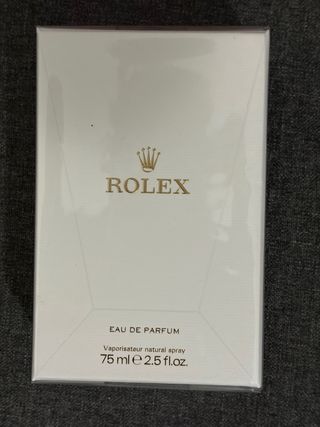 ROLEX
EAU DE PARFUM
Vaporisateur natural spray
75 ml ℮ 2.5 fl.oz.